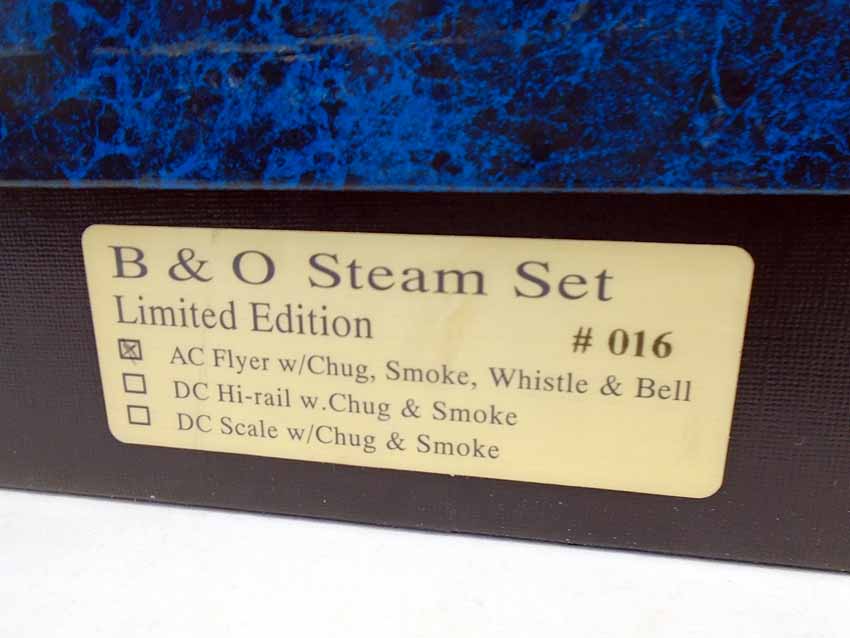 B & O Steam Set
Limited Edition
# 016
☒ AC Flyer w/Chug, Smoke, Whistle & Bell
☐ DC Hi-rail w.Chug & Smoke
☐ DC Scale w/Chug & Smoke